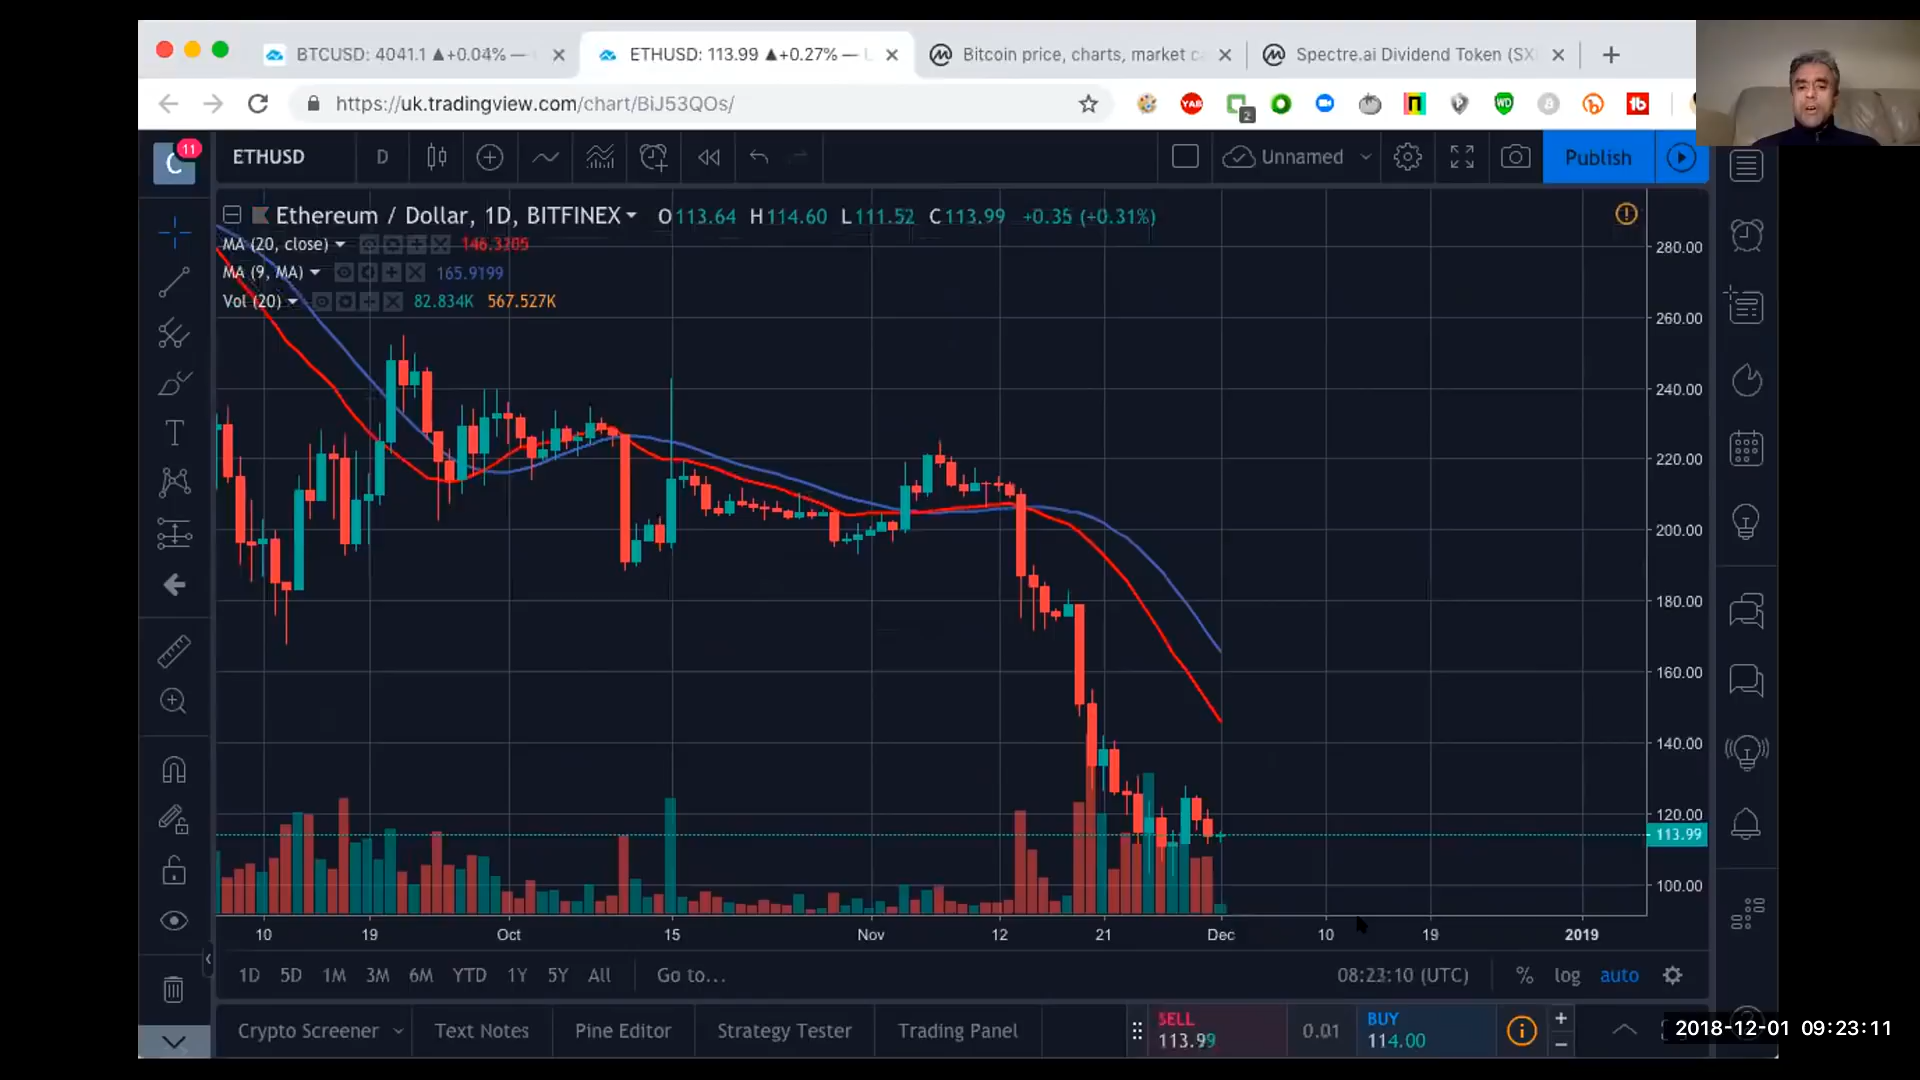 BTCUSD: 4041.1 ▲+0.04% —
ETHUSD: 113.99 ▲+0.27% —
Bitcoin price, charts, market c
Spectre.ai Dividend Token (SX
https://uk.tradingview.com/chart/BiJ53QOs/
YAB
2
WD
C
11
ETHUSD
D
Unnamed
Publish
Ethereum / Dollar, 1D, BITFINEX
O113.64 H114.60 L111.52 C113.99 +0.35 (+0.31%)
MA (20, close) 146.3205
MA (9, MA) 165.9199
Vol (20) 82.834K 567.527K
280.00
260.00
240.00
220.00
200.00
180.00
160.00
140.00
120.00
113.99
100.00
10 19 Oct 15 Nov 12 21 Dec 10 19 2019
1D 5D 1M 3M 6M YTD 1Y 5Y All Go to...
08:23:10 (UTC) % log auto
Crypto Screener Text Notes Pine Editor Strategy Tester Trading Panel
SELL
113.99
0.01
BUY
114.00
2018-12-01 09:23:11